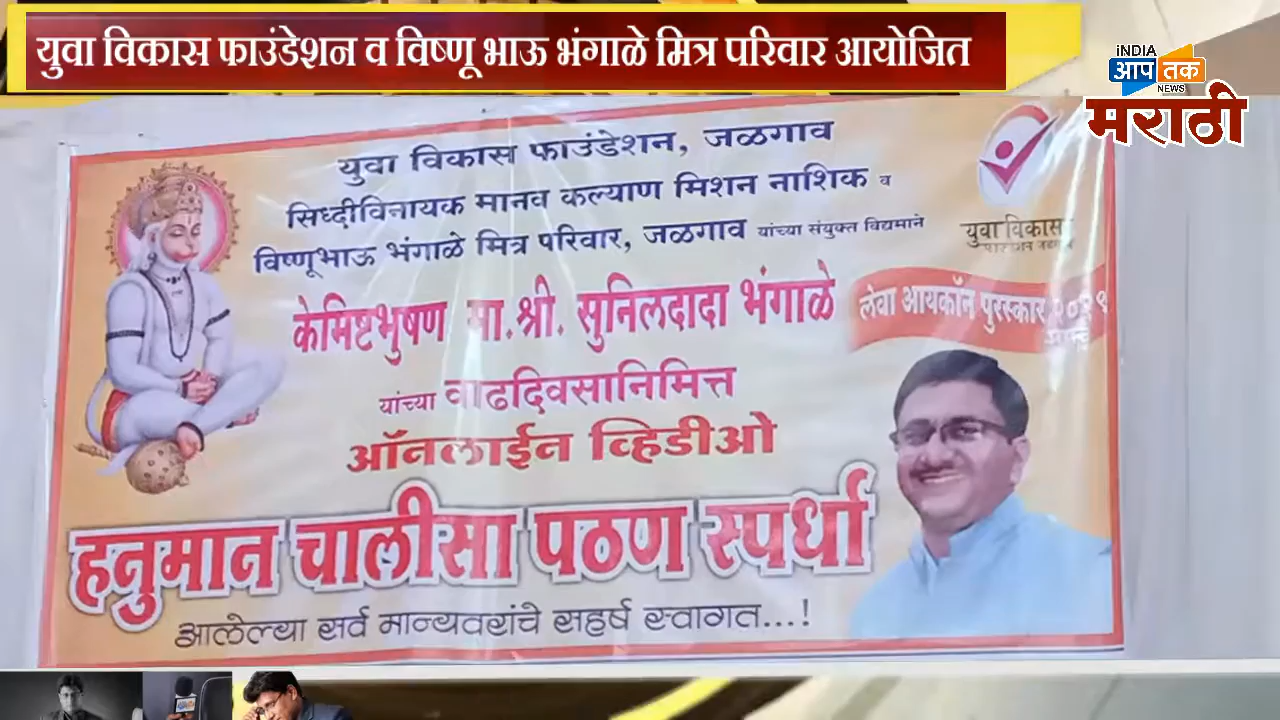 युवा विकास फाउंडेशन व विष्णू भाऊ भंगाळे मित्र परिवार आयोजित
INDIA
आप तक
NEWS
मराठी
युवा विकास फाउंडेशन, जळगाव
सिध्दीविनायक मानव कल्याण मिशन नाशिक व
विष्णूभाऊ भंगाळे मित्र परिवार, जळगाव यांच्या संयुक्त विद्यमाने
युवा विकास
केमिष्टभुषण मा.श्री. सुनिलदादा भंगाळे
लेवा आयकॉन पुरस्कार
यांच्या वाढदिवसानिमित्त
ऑनलाईन व्हिडीओ
हनुमान चालीसा पठण स्पर्धा
आलेल्या सर्व मान्यवरांचे सहर्ष स्वागत...!